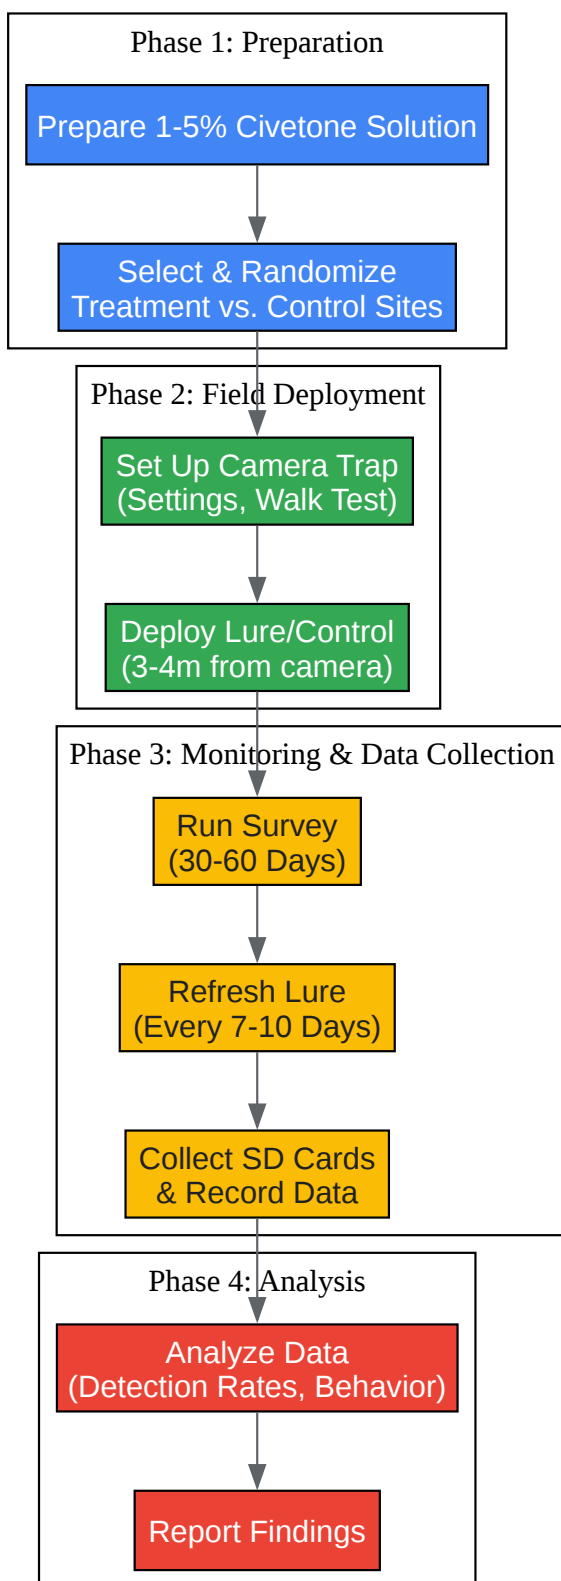 Phase 1: Preparation
Prepare 1-5% Civetone Solution
Select & Randomize
Treatment vs. Control Sites
Phase 2: Field Deployment
Set Up Camera Trap
(Settings, Walk Test)
Deploy Lure/Control
(3-4m from camera)
Phase 3: Monitoring & Data Collection
Run Survey
(30-60 Days)
Refresh Lure
(Every 7-10 Days)
Collect SD Cards
& Record Data
Phase 4: Analysis
Analyze Data
(Detection Rates, Behavior)
Report Findings